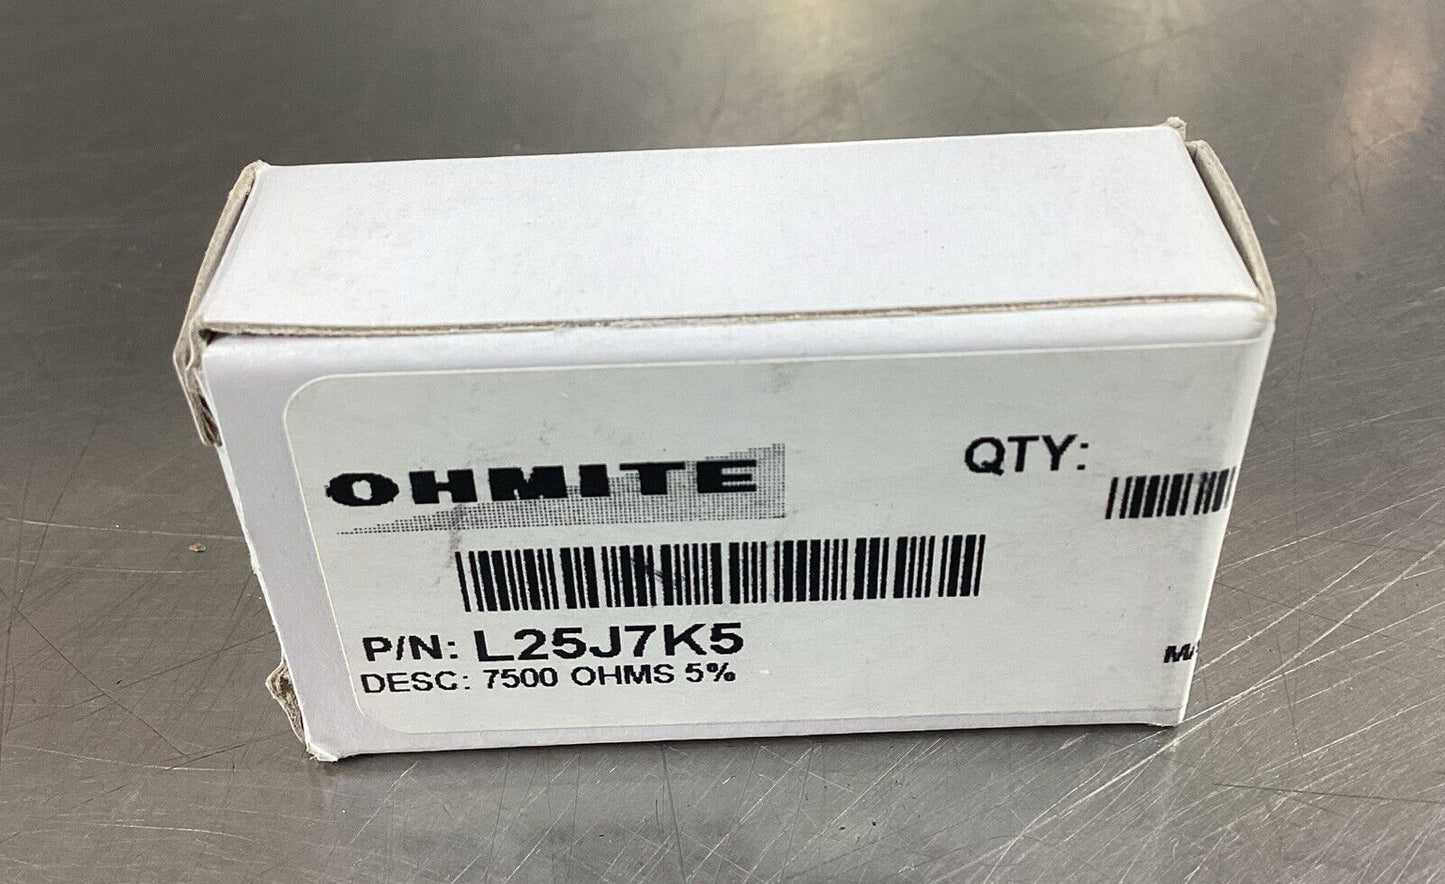 OHMITE
QTY:
P/N: L25J7K5
DESC: 7500 OHMS 5%